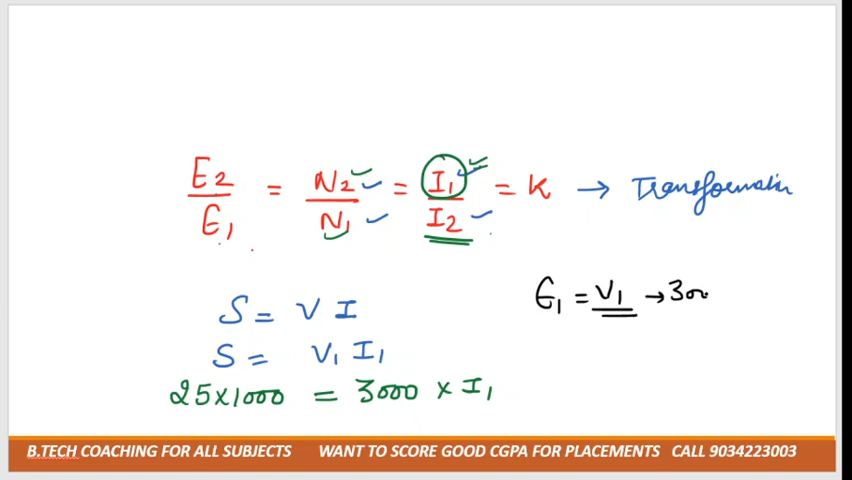 E2/E1 = N2/N1 = I1/I2 = K → Transformation
E1 = V1 → 300
S = V I
S = V1 I1
25×1000 = 3000 × I1
B.TECH COACHING FOR ALL SUBJECTS WANT TO SCORE GOOD CGPA FOR PLACEMENTS CALL 9034223003